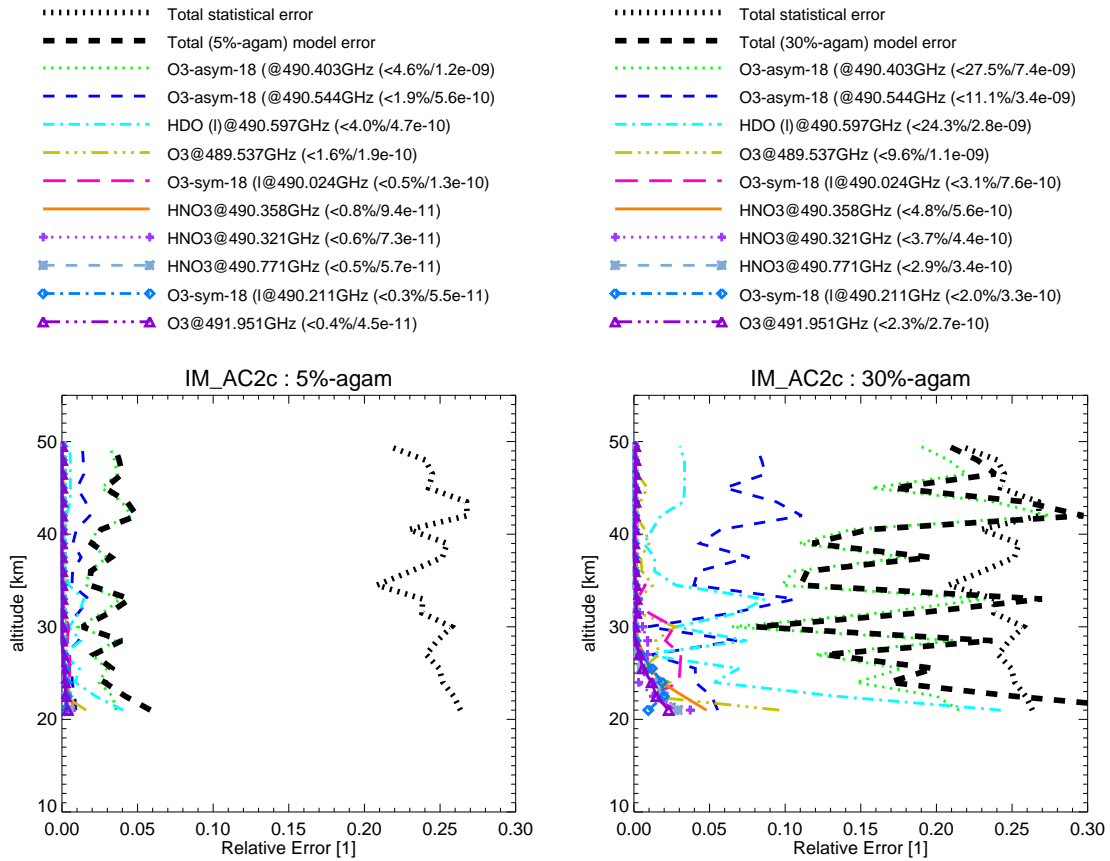 Total statistical error
Total (5%-agam) model error
O3-asym-18 (@490.403GHz (<4.6%/1.2e-09)
O3-asym-18 (@490.544GHz (<1.9%/5.6e-10)
HDO (l)@490.597GHz (<4.0%/4.7e-10)
O3@489.537GHz (<1.6%/1.9e-10)
O3-sym-18 (l@490.024GHz (<0.5%/1.3e-10)
HNO3@490.358GHz (<0.8%/9.4e-11)
HNO3@490.321GHz (<0.6%/7.3e-11)
HNO3@490.771GHz (<0.5%/5.7e-11)
O3-sym-18 (l@490.211GHz (<0.3%/5.5e-11)
O3@491.951GHz (<0.4%/4.5e-11)
IM_AC2c : 5%-agam
altitude [km]
50
40
30
20
10
0.00 0.05 0.10 0.15 0.20 0.25 0.30
Relative Error [1]
Total statistical error
Total (30%-agam) model error
O3-asym-18 (@490.403GHz (<27.5%/7.4e-09)
O3-asym-18 (@490.544GHz (<11.1%/3.4e-09)
HDO (l)@490.597GHz (<24.3%/2.8e-09)
O3@489.537GHz (<9.6%/1.1e-09)
O3-sym-18 (l@490.024GHz (<3.1%/7.6e-10)
HNO3@490.358GHz (<4.8%/5.6e-10)
HNO3@490.321GHz (<3.7%/4.4e-10)
HNO3@490.771GHz (<2.9%/3.4e-10)
O3-sym-18 (l@490.211GHz (<2.0%/3.3e-10)
O3@491.951GHz (<2.3%/2.7e-10)
IM_AC2c : 30%-agam
altitude [km]
50
40
30
20
10
0.00 0.05 0.10 0.15 0.20 0.25 0.30
Relative Error [1]